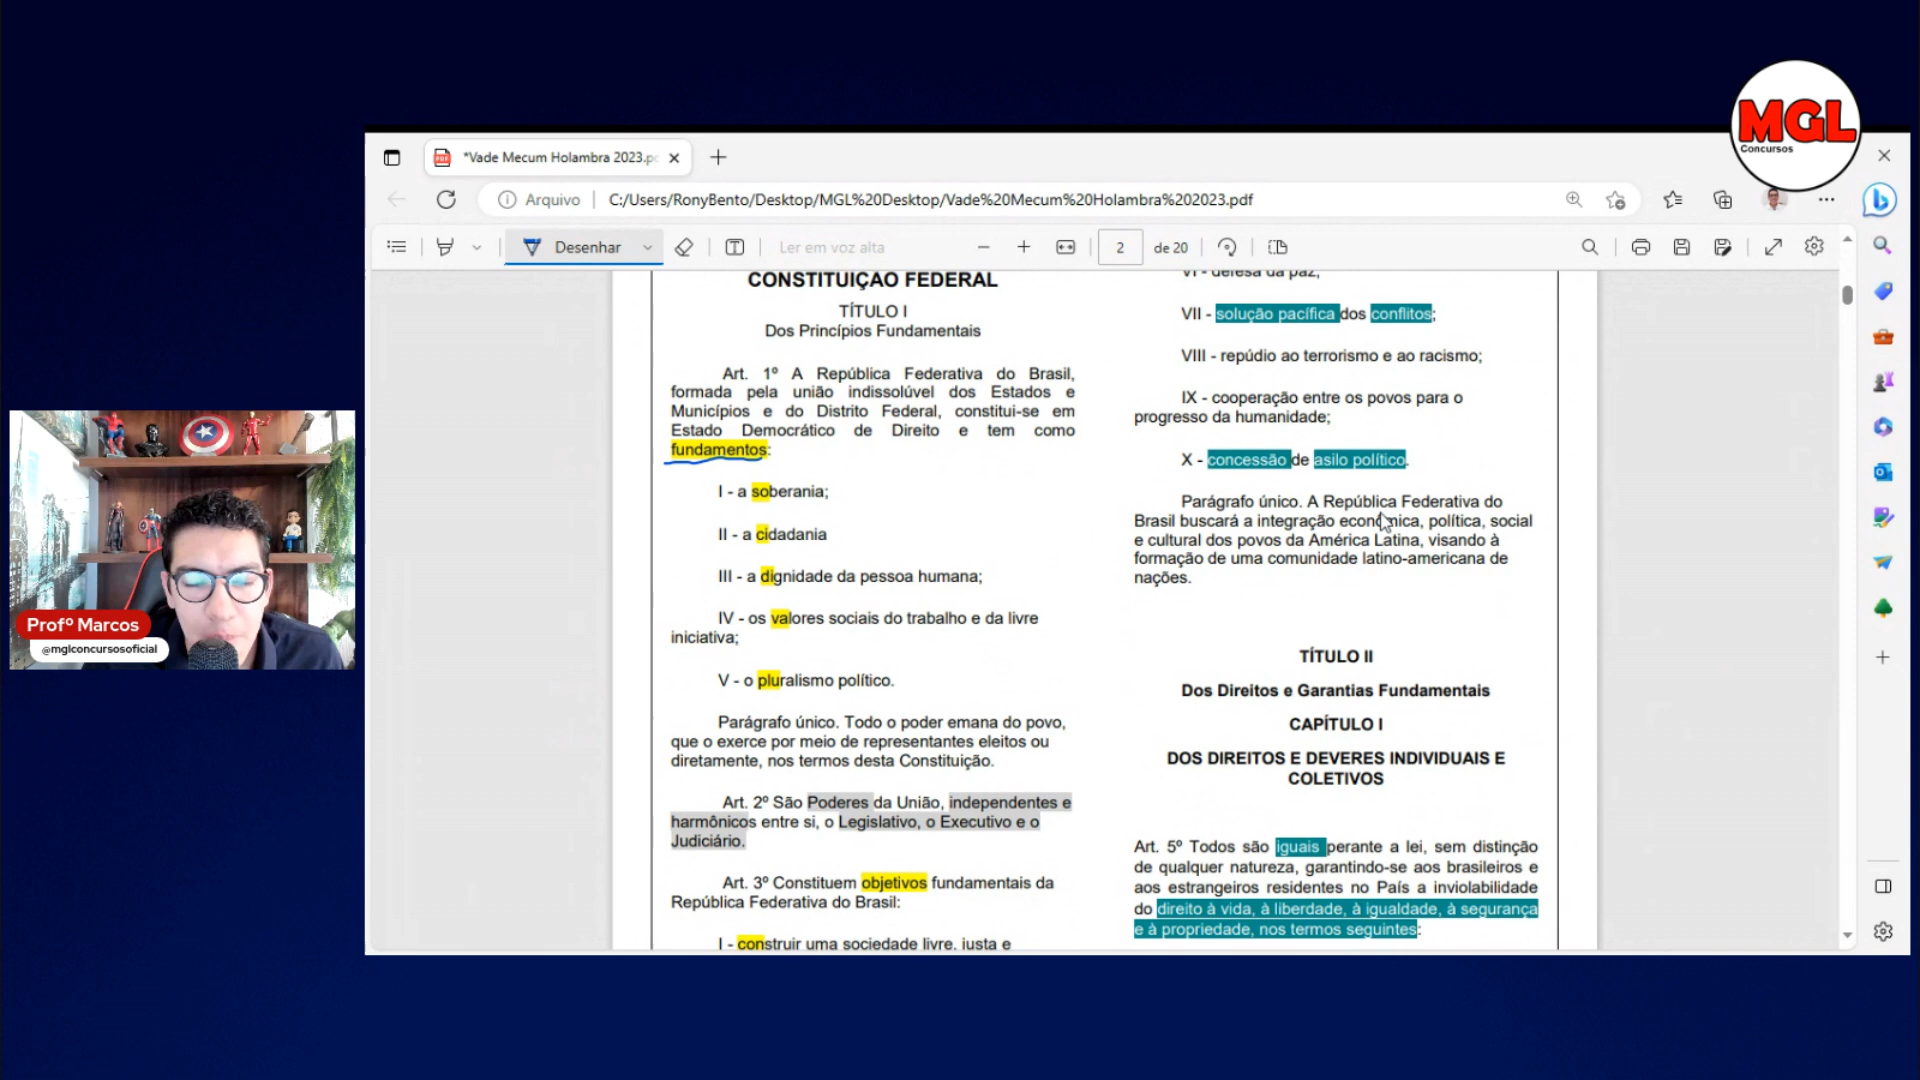 MGL
Concursos
*Vade Mecum Holambra 2023.p
Arquivo
C:/Users/RonyBento/Desktop/MGL%20Desktop/Vade%20Mecum%20Holambra%202023.pdf
Desenhar
Ler em voz alta
2
de 20
CONSTITUIÇÃO FEDERAL
TÍTULO I
Dos Princípios Fundamentais
Art. 1º A República Federativa do Brasil,
formada pela união indissolúvel dos Estados e
Municípios e do Distrito Federal, constitui-se em
Estado Democrático de Direito e tem como
fundamentos:
I - a soberania;
II - a cidadania
III - a dignidade da pessoa humana;
IV - os valores sociais do trabalho e da livre
iniciativa;
V - o pluralismo político.
Parágrafo único. Todo o poder emana do povo,
que o exerce por meio de representantes eleitos ou
diretamente, nos termos desta Constituição.
Art. 2º São Poderes da União, independentes e
harmônicos entre si, o Legislativo, o Executivo e o
Judiciário.
Art. 3º Constituem objetivos fundamentais da
República Federativa do Brasil:
I - construir uma sociedade livre, justa e
VI - defesa da paz;
VII - solução pacífica dos conflitos;
VIII - repúdio ao terrorismo e ao racismo;
IX - cooperação entre os povos para o
progresso da humanidade;
X - concessão de asilo político.
Parágrafo único. A República Federativa do
Brasil buscará a integração econômica, política, social
e cultural dos povos da América Latina, visando à
formação de uma comunidade latino-americana de
nações.
TÍTULO II
Dos Direitos e Garantias Fundamentais
CAPÍTULO I
DOS DIREITOS E DEVERES INDIVIDUAIS E
COLETIVOS
Art. 5º Todos são iguais perante a lei, sem distinção
de qualquer natureza, garantindo-se aos brasileiros e
aos estrangeiros residentes no País a inviolabilidade
do direito à vida, à liberdade, à igualdade, à segurança
e à propriedade, nos termos seguintes:
Profº Marcos
@mglconcursosoficial